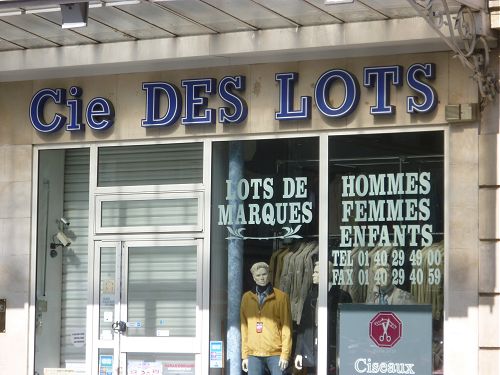 Cie DES LOTS
LOTS DE
MARQUES
HOMMES
FEMMES
ENFANTS
TEL 01 40 29 49 00
FAX 01 40 29 40 59
Ciseaux